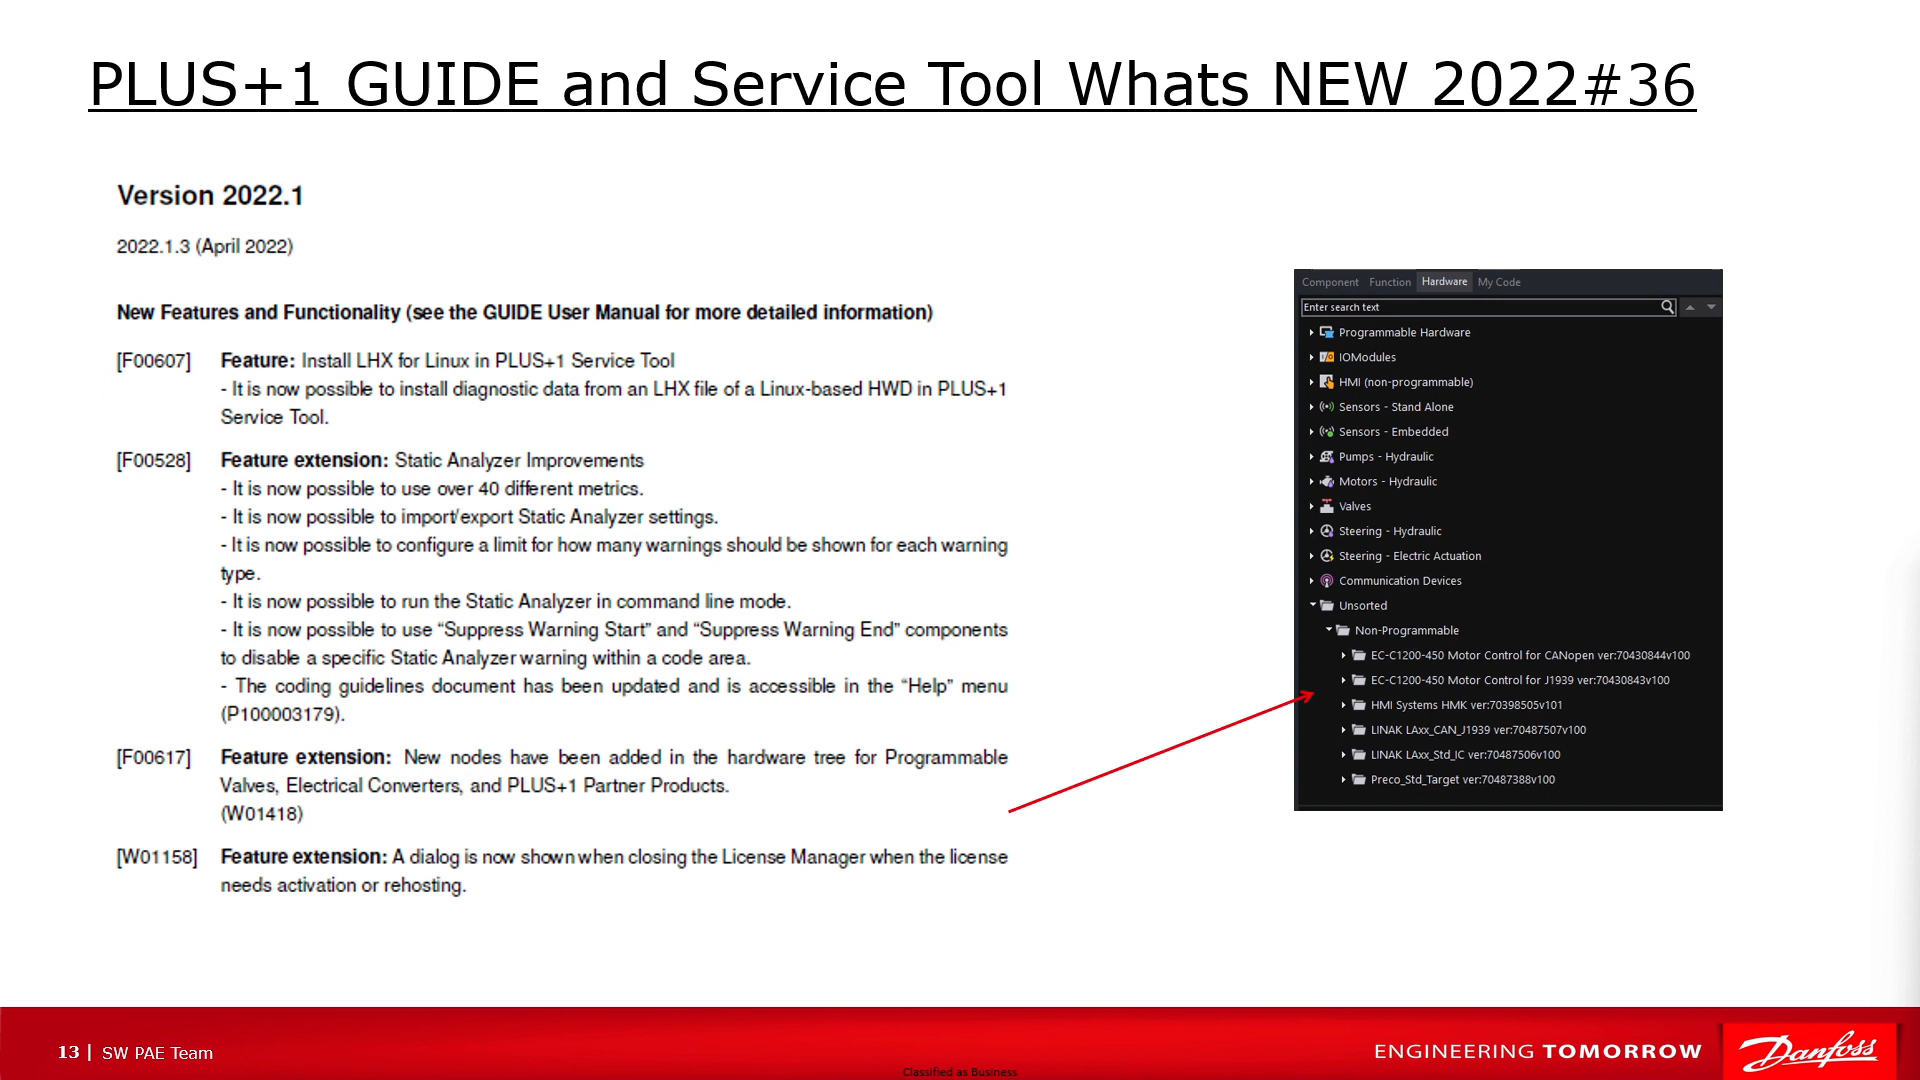 PLUS+1 GUIDE and Service Tool Whats NEW 2022#36
Version 2022.1
2022.1.3 (April 2022)
New Features and Functionality (see the GUIDE User Manual for more detailed information)
[F00607] Feature: Install LHX for Linux in PLUS+1 Service Tool
- It is now possible to install diagnostic data from an LHX file of a Linux-based HWD in PLUS+1
Service Tool.
[F00528] Feature extension: Static Analyzer Improvements
- It is now possible to use over 40 different metrics.
- It is now possible to import/export Static Analyzer settings.
- It is now possible to configure a limit for how many warnings should be shown for each warning
type.
- It is now possible to run the Static Analyzer in command line mode.
- It is now possible to use “Suppress Warning Start” and “Suppress Warning End” components
to disable a specific Static Analyzer warning within a code area.
- The coding guidelines document has been updated and is accessible in the “Help” menu
(P100003179).
[F00617] Feature extension: New nodes have been added in the hardware tree for Programmable
Valves, Electrical Converters, and PLUS+1 Partner Products.
(W01418)
[W01158] Feature extension: A dialog is now shown when closing the License Manager when the license
needs activation or rehosting.
Component Function Hardware My Code
Enter search text
Programmable Hardware
IOModules
HMI (non-programmable)
Sensors - Stand Alone
Sensors - Embedded
Pumps - Hydraulic
Motors - Hydraulic
Valves
Steering - Hydraulic
Steering - Electric Actuation
Communication Devices
Unsorted
Non-Programmable
EC-C1200-450 Motor Control for CANopen ver:70430844v100
EC-C1200-450 Motor Control for J1939 ver:70430843v100
HMI Systems HMK ver:70398505v101
LINAK LAxx_CAN_J1939 ver:70487507v100
LINAK LAxx_Std_IC ver:70487506v100
Preco_Std_Target ver:70487388v100
13 | SW PAE Team
Classified as Business
ENGINEERING TOMORROW
Danfoss